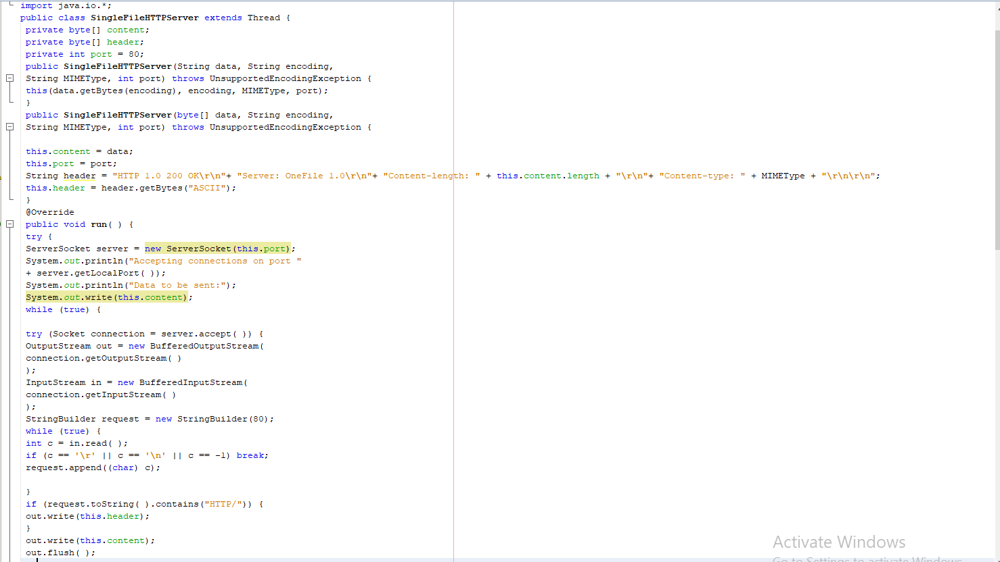 import java.io.*;
public class SingleFileHTTPServer extends Thread {
private byte[] content;
private byte[] header;
private int port = 80;
public SingleFileHTTPServer(String data, String encoding,
String MIMEType, int port) throws UnsupportedEncodingException {
this(data.getBytes(encoding), encoding, MIMEType, port);
}
public SingleFileHTTPServer(byte[] data, String encoding,
String MIMEType, int port) throws UnsupportedEncodingException {
this.content = data;
this.port = port;
String header = "HTTP 1.0 200 OK\r\n"+ "Server: OneFile 1.0\r\n"+ "Content-length: " + this.content.length + "\r\n"+ "Content-type: " + MIMEType + "\r\n\r\n";
this.header = header.getBytes("ASCII");
}
@Override
public void run( ) {
try {
ServerSocket server = new ServerSocket(this.port);
System.out.println("Accepting connections on port "
+ server.getLocalPort( ));
System.out.println("Data to be sent:");
System.out.write(this.content);
while (true) {
try (Socket connection = server.accept( )) {
OutputStream out = new BufferedOutputStream(
connection.getOutputStream( )
);
InputStream in = new BufferedInputStream(
connection.getInputStream( )
);
StringBuilder request = new StringBuilder(80);
while (true) {
int c = in.read( );
if (c == '\r' || c == '\n' || c == -1) break;
request.append((char) c);
}
if (request.toString( ).contains("HTTP/")) {
out.write(this.header);
}
out.write(this.content);
out.flush( );
Activate Windows
Go to Settings to activate Windows.